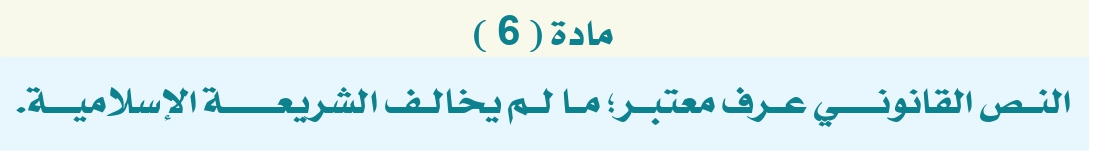 مادة ( 6 )
النص القانوني عرف معتبر؛ ما لم يخالف الشريعة الإسلامية.